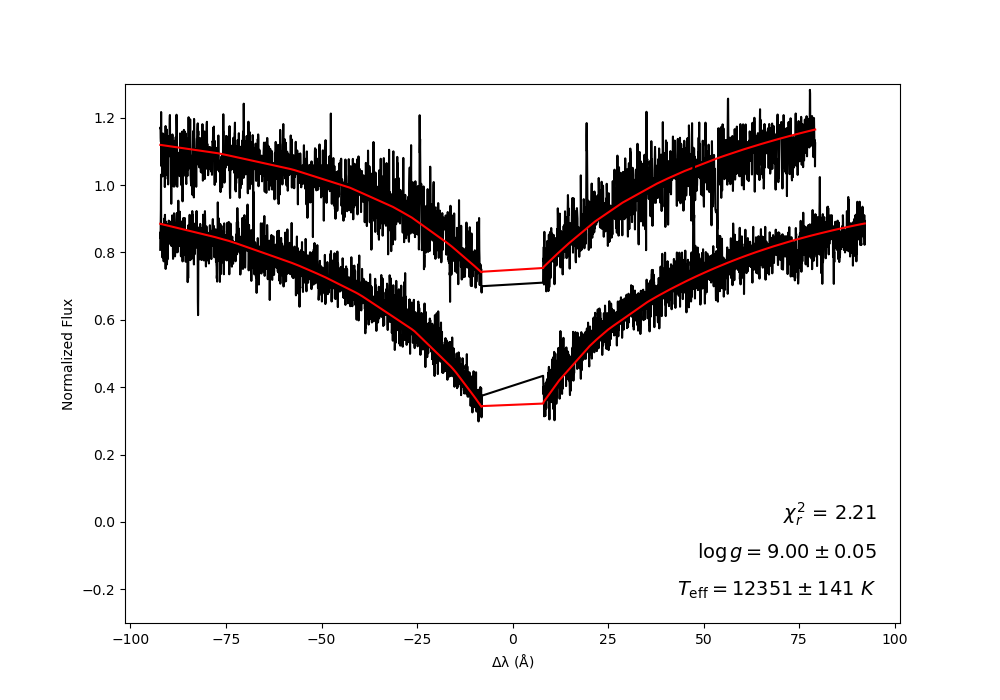 1.2
1.0
0.8
0.6
0.4
0.2
0.0
−0.2
Normalized Flux
χ²ᵣ = 2.21
log g = 9.00 ± 0.05
T_eff = 12351 ± 141 K
−100 −75 −50 −25 0 25 50 75 100
Δλ (Å)